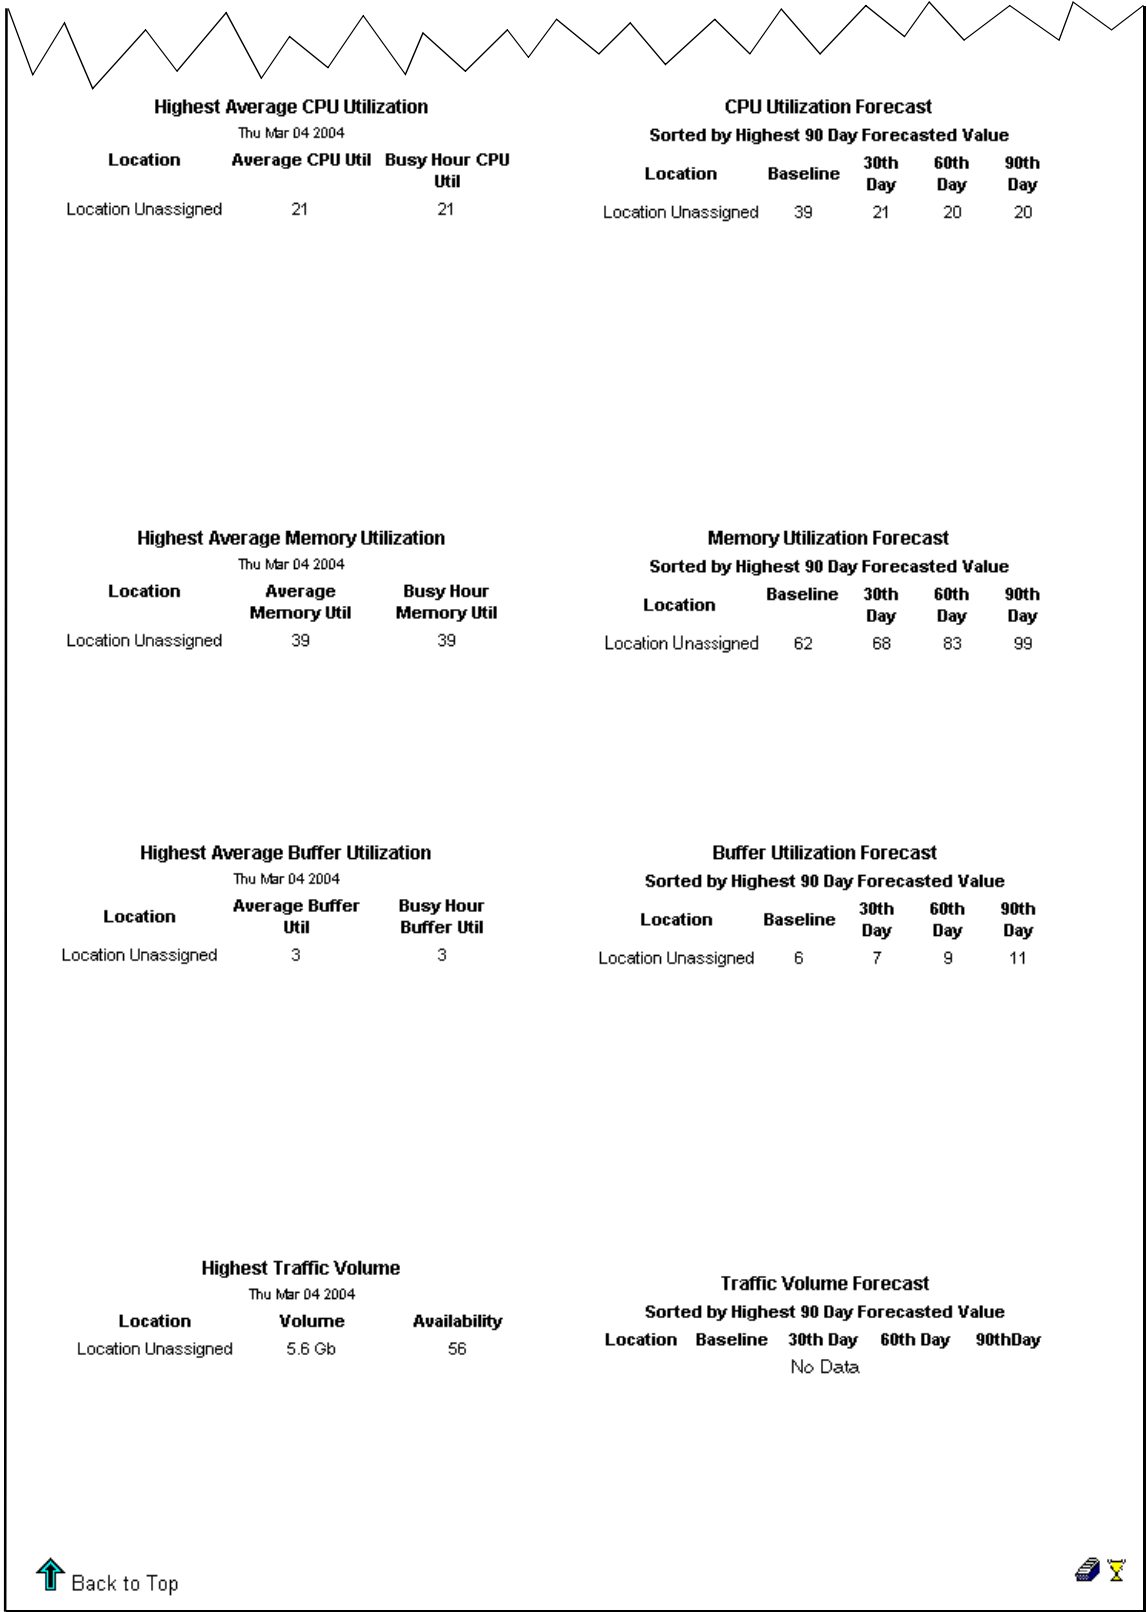 Highest Average CPU Utilization
Thu Mar 04 2004
Location Average CPU Util Busy Hour CPU
Util
Location Unassigned 21 21
CPU Utilization Forecast
Sorted by Highest 90 Day Forecasted Value
Location Baseline 30th 60th 90th
Day Day Day
Location Unassigned 39 21 20 20
Highest Average Memory Utilization
Thu Mar 04 2004
Location Average Busy Hour
Memory Util Memory Util
Location Unassigned 39 39
Memory Utilization Forecast
Sorted by Highest 90 Day Forecasted Value
Location Baseline 30th 60th 90th
Day Day Day
Location Unassigned 62 68 83 99
Highest Average Buffer Utilization
Thu Mar 04 2004
Location Average Buffer Busy Hour
Util Buffer Util
Location Unassigned 3 3
Buffer Utilization Forecast
Sorted by Highest 90 Day Forecasted Value
Location Baseline 30th 60th 90th
Day Day Day
Location Unassigned 6 7 9 11
Highest Traffic Volume
Thu Mar 04 2004
Location Volume Availability
Location Unassigned 5.6 Gb 56
Traffic Volume Forecast
Sorted by Highest 90 Day Forecasted Value
Location Baseline 30th Day 60th Day 90thDay
No Data
Back to Top